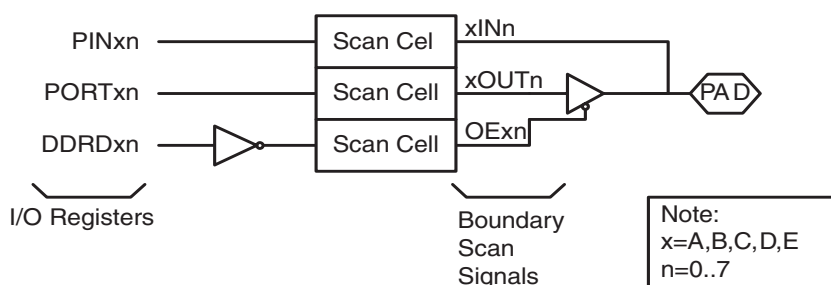 PINxn
Scan Cel
xINn
PORTxn
Scan Cell
xOUTn
PAD
DDRDxn
Scan Cell
OExn
I/O Registers
Boundary
Scan
Signals
Note:
x=A,B,C,D,E
n=0..7